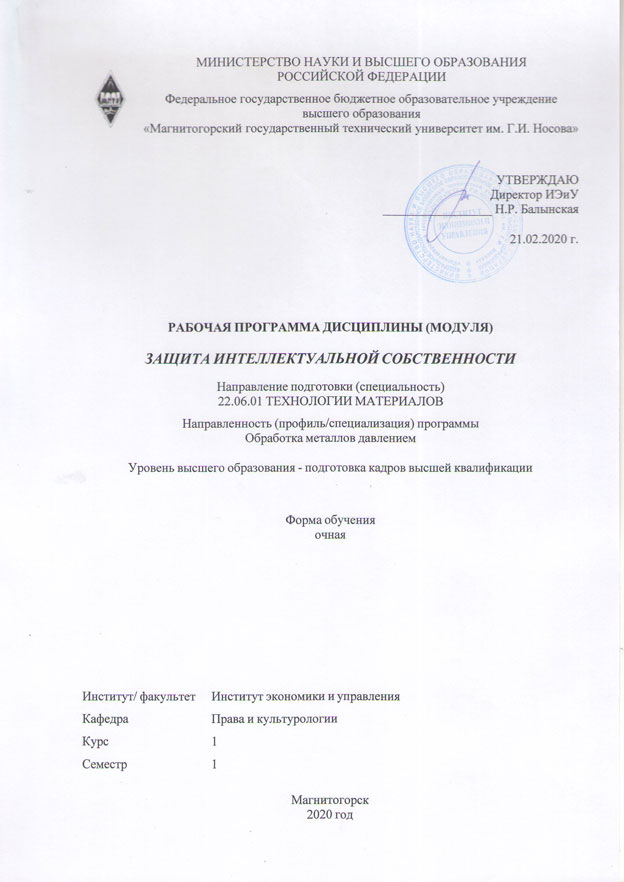 МИНИСТЕРСТВО НАУКИ И ВЫСШЕГО ОБРАЗОВАНИЯ
РОССИЙСКОЙ ФЕДЕРАЦИИ
Федеральное государственное бюджетное образовательное учреждение
высшего образования
«Магнитогорский государственный технический университет им. Г.И. Носова»
УТВЕРЖДАЮ
Директор ИЭиУ
Н.Р. Балынская
ИНСТИТУТ
ЭКОНОМИКИ И
УПРАВЛЕНИЯ
21.02.2020 г.
РАБОЧАЯ ПРОГРАММА ДИСЦИПЛИНЫ (МОДУЛЯ)
ЗАЩИТА ИНТЕЛЛЕКТУАЛЬНОЙ СОБСТВЕННОСТИ
Направление подготовки (специальность)
22.06.01 ТЕХНОЛОГИИ МАТЕРИАЛОВ
Направленность (профиль/специализация) программы
Обработка металлов давлением
Уровень высшего образования - подготовка кадров высшей квалификации
Форма обучения
очная
Институт/ факультет Институт экономики и управления
Кафедра Права и культурологии
Курс 1
Семестр 1
Магнитогорск
2020 год